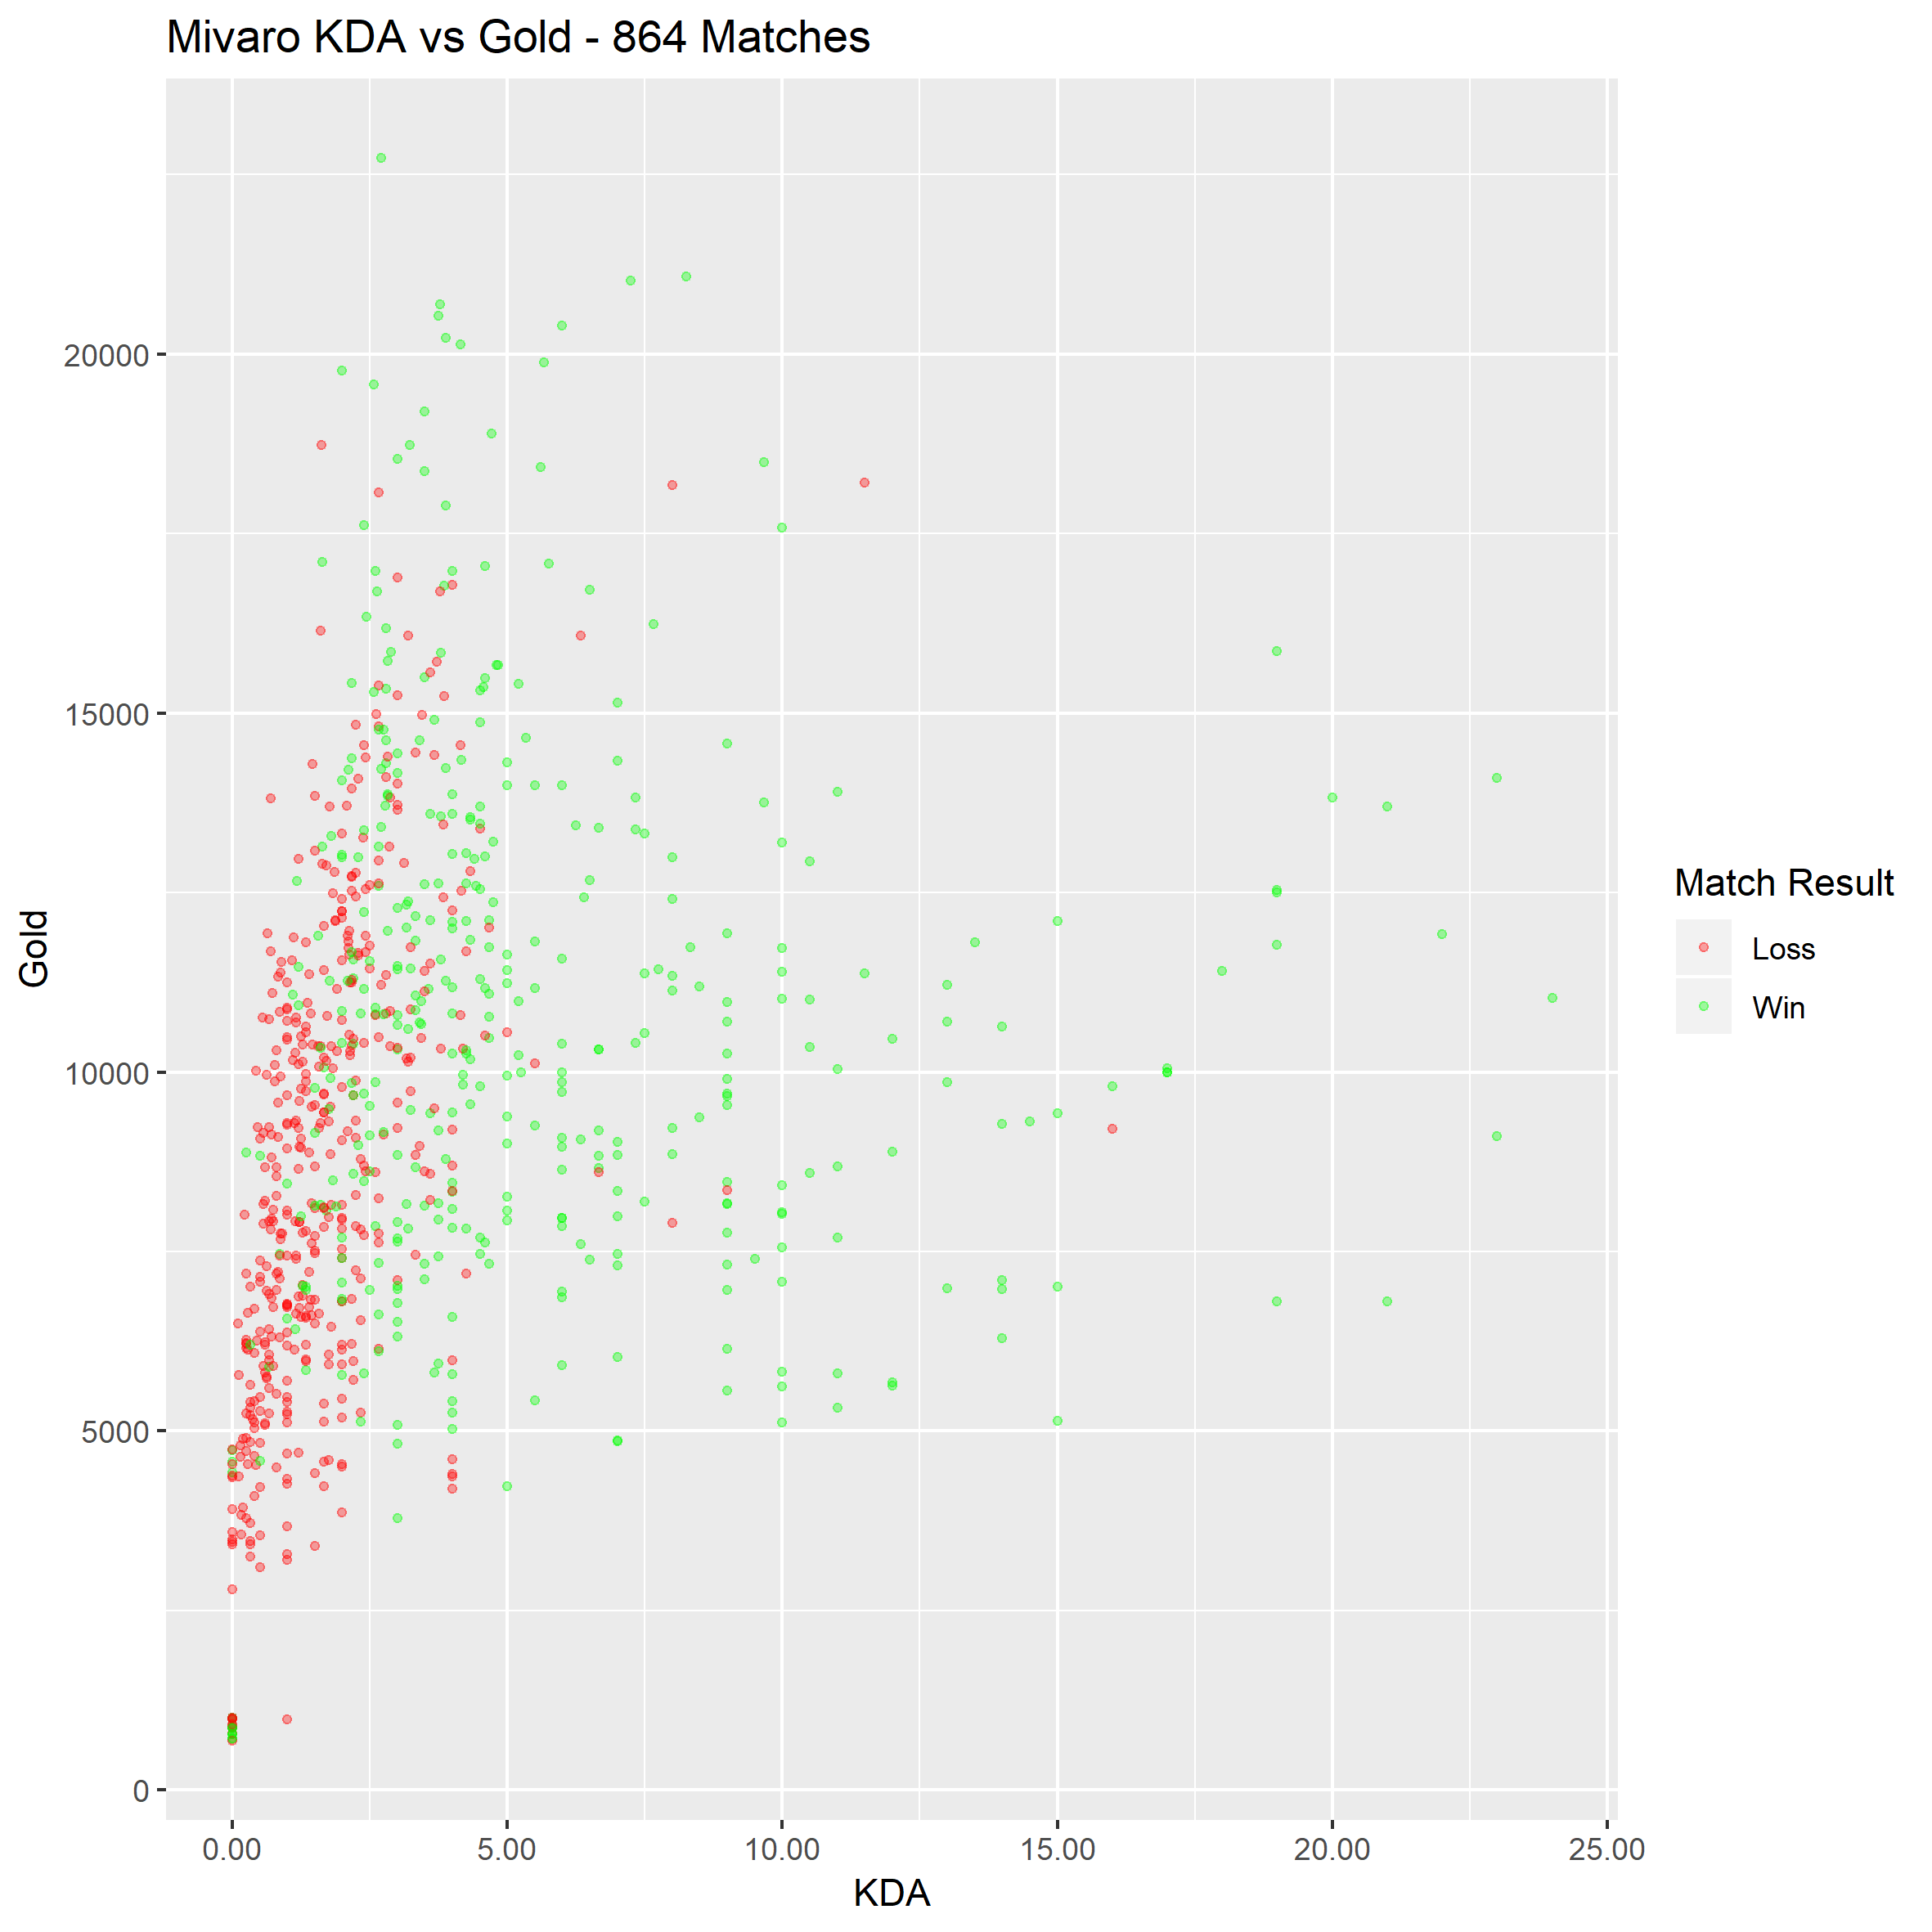 Mivaro KDA vs Gold - 864 Matches
Gold
20000
15000
10000
5000
0
0.00 5.00 10.00 15.00 20.00 25.00
KDA
Match Result
Loss
Win